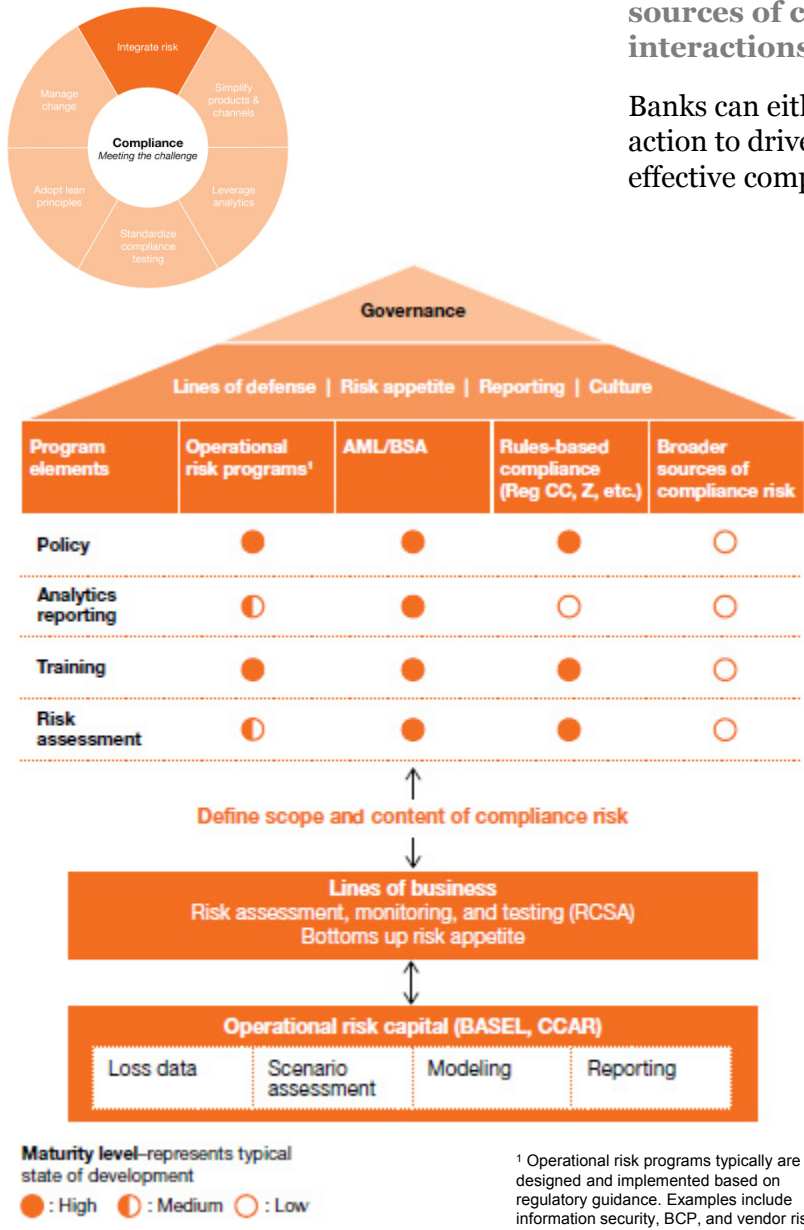 sources of c
interactions
Banks can eith
action to drive
effective comp
Integrate risk
Simplify
products &
channels
Leverage
analytics
Standardize
compliance
testing
Adopt lean
principles
Manage
change
Compliance
Meeting the challenge
Governance
Lines of defense | Risk appetite | Reporting | Culture
Program
elements
Operational
risk programs¹
AML/BSA
Rules-based
compliance
(Reg CC, Z, etc.)
Broader
sources of
compliance risk
Policy
Analytics
reporting
Training
Risk
assessment
Define scope and content of compliance risk
Lines of business
Risk assessment, monitoring, and testing (RCSA)
Bottoms up risk appetite
Operational risk capital (BASEL, CCAR)
Loss data
Scenario
assessment
Modeling
Reporting
Maturity level–represents typical
state of development
: High : Medium : Low
¹ Operational risk programs typically are
designed and implemented based on
regulatory guidance. Examples include
information security, BCP, and vendor ris